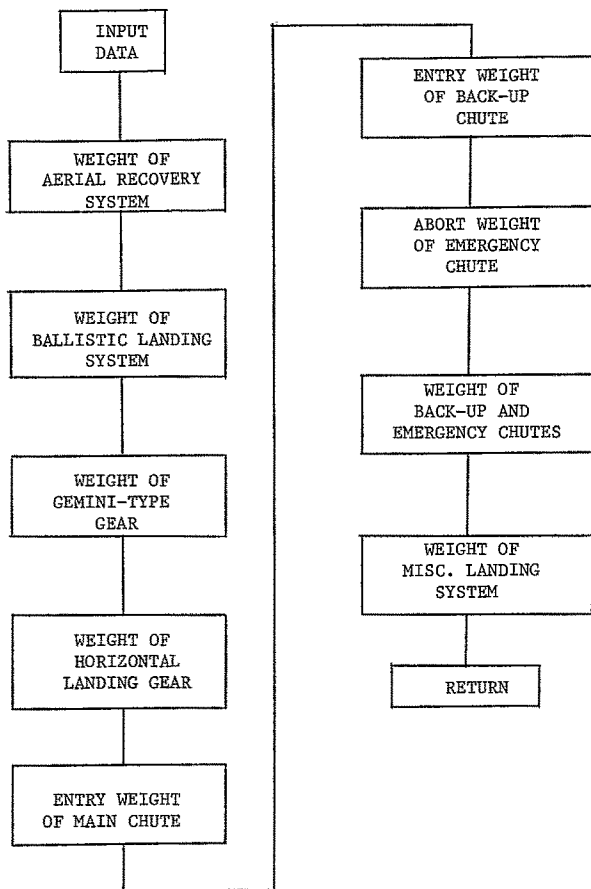 INPUT
DATA
WEIGHT OF
AERIAL RECOVERY
SYSTEM
WEIGHT OF
BALLISTIC LANDING
SYSTEM
WEIGHT OF
GEMINI-TYPE
GEAR
WEIGHT OF
HORIZONTAL
LANDING GEAR
ENTRY WEIGHT
OF MAIN CHUTE
ENTRY WEIGHT
OF BACK-UP
CHUTE
ABORT WEIGHT
OF EMERGENCY
CHUTE
WEIGHT OF
BACK-UP AND
EMERGENCY CHUTES
WEIGHT OF
MISC. LANDING
SYSTEM
RETURN